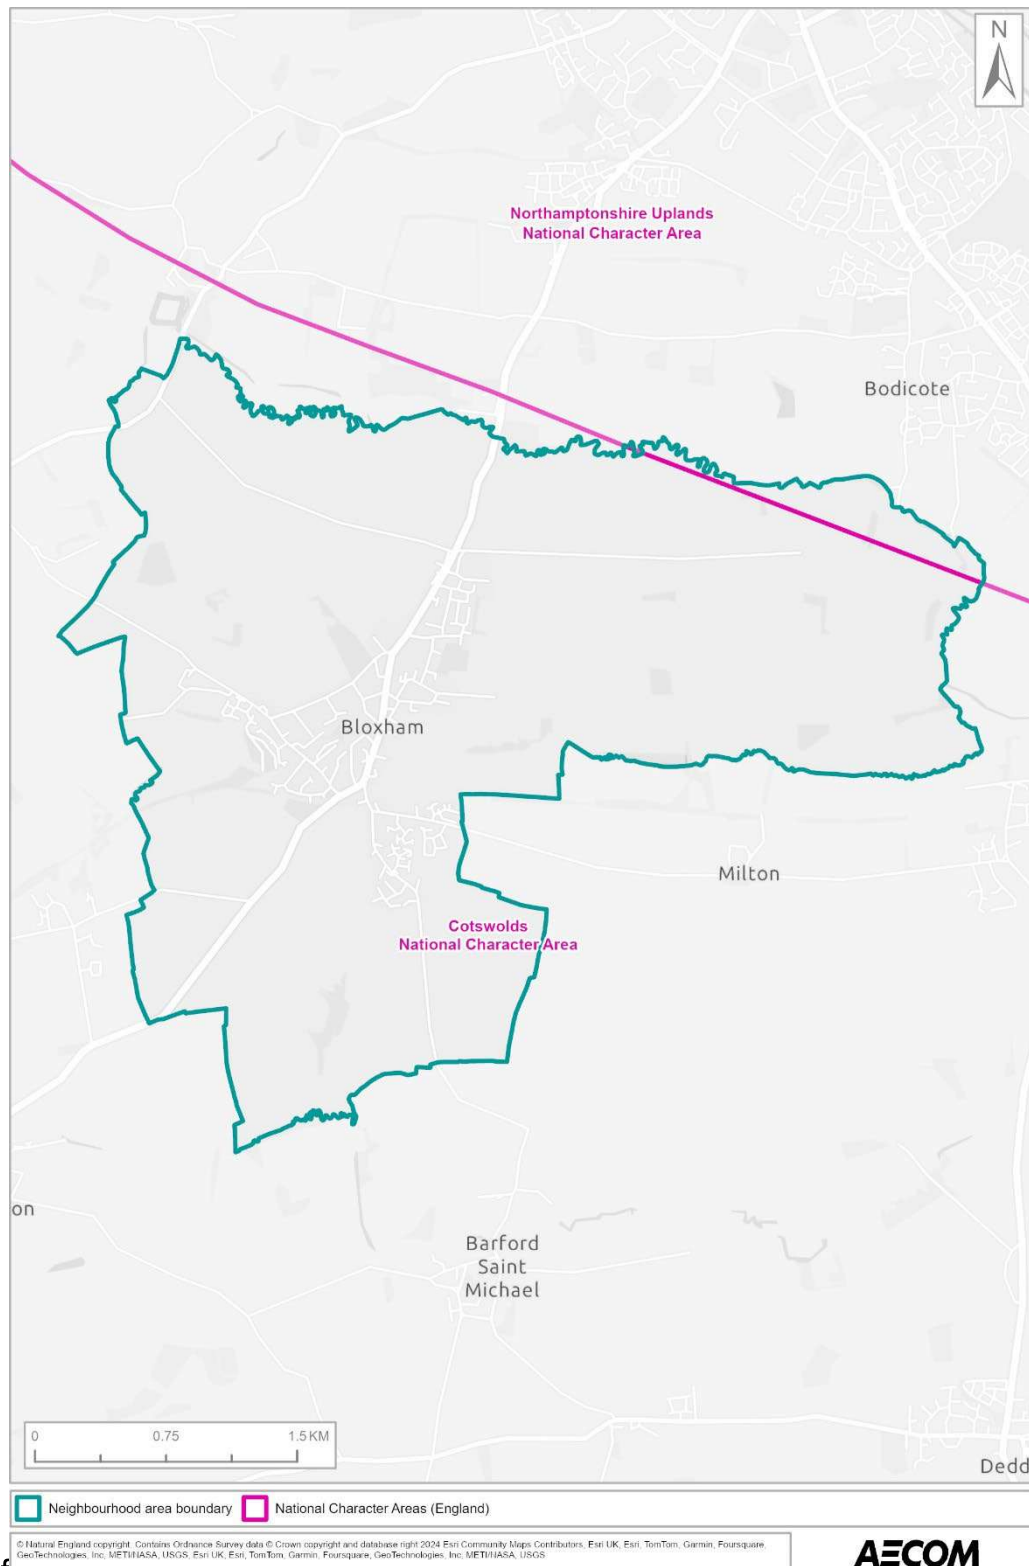 N
Northamptonshire Uplands
National Character Area
Bodicote
Bloxham
Milton
Cotswolds
National Character Area
on
Barford
Saint
Michael
0 0.75 1.5 KM
Dedd
Neighbourhood area boundary National Character Areas (England)
© Natural England copyright. Contains Ordnance Survey data © Crown copyright and database right 2024 Esri Community Maps Contributors, Esri UK, Esri, TomTom, Garmin, Foursquare,
GeoTechnologies, Inc, METI/NASA, USGS, Esri UK, Esri, TomTom, Garmin, Foursquare, GeoTechnologies, Inc, METI/NASA, USGS
AECOM